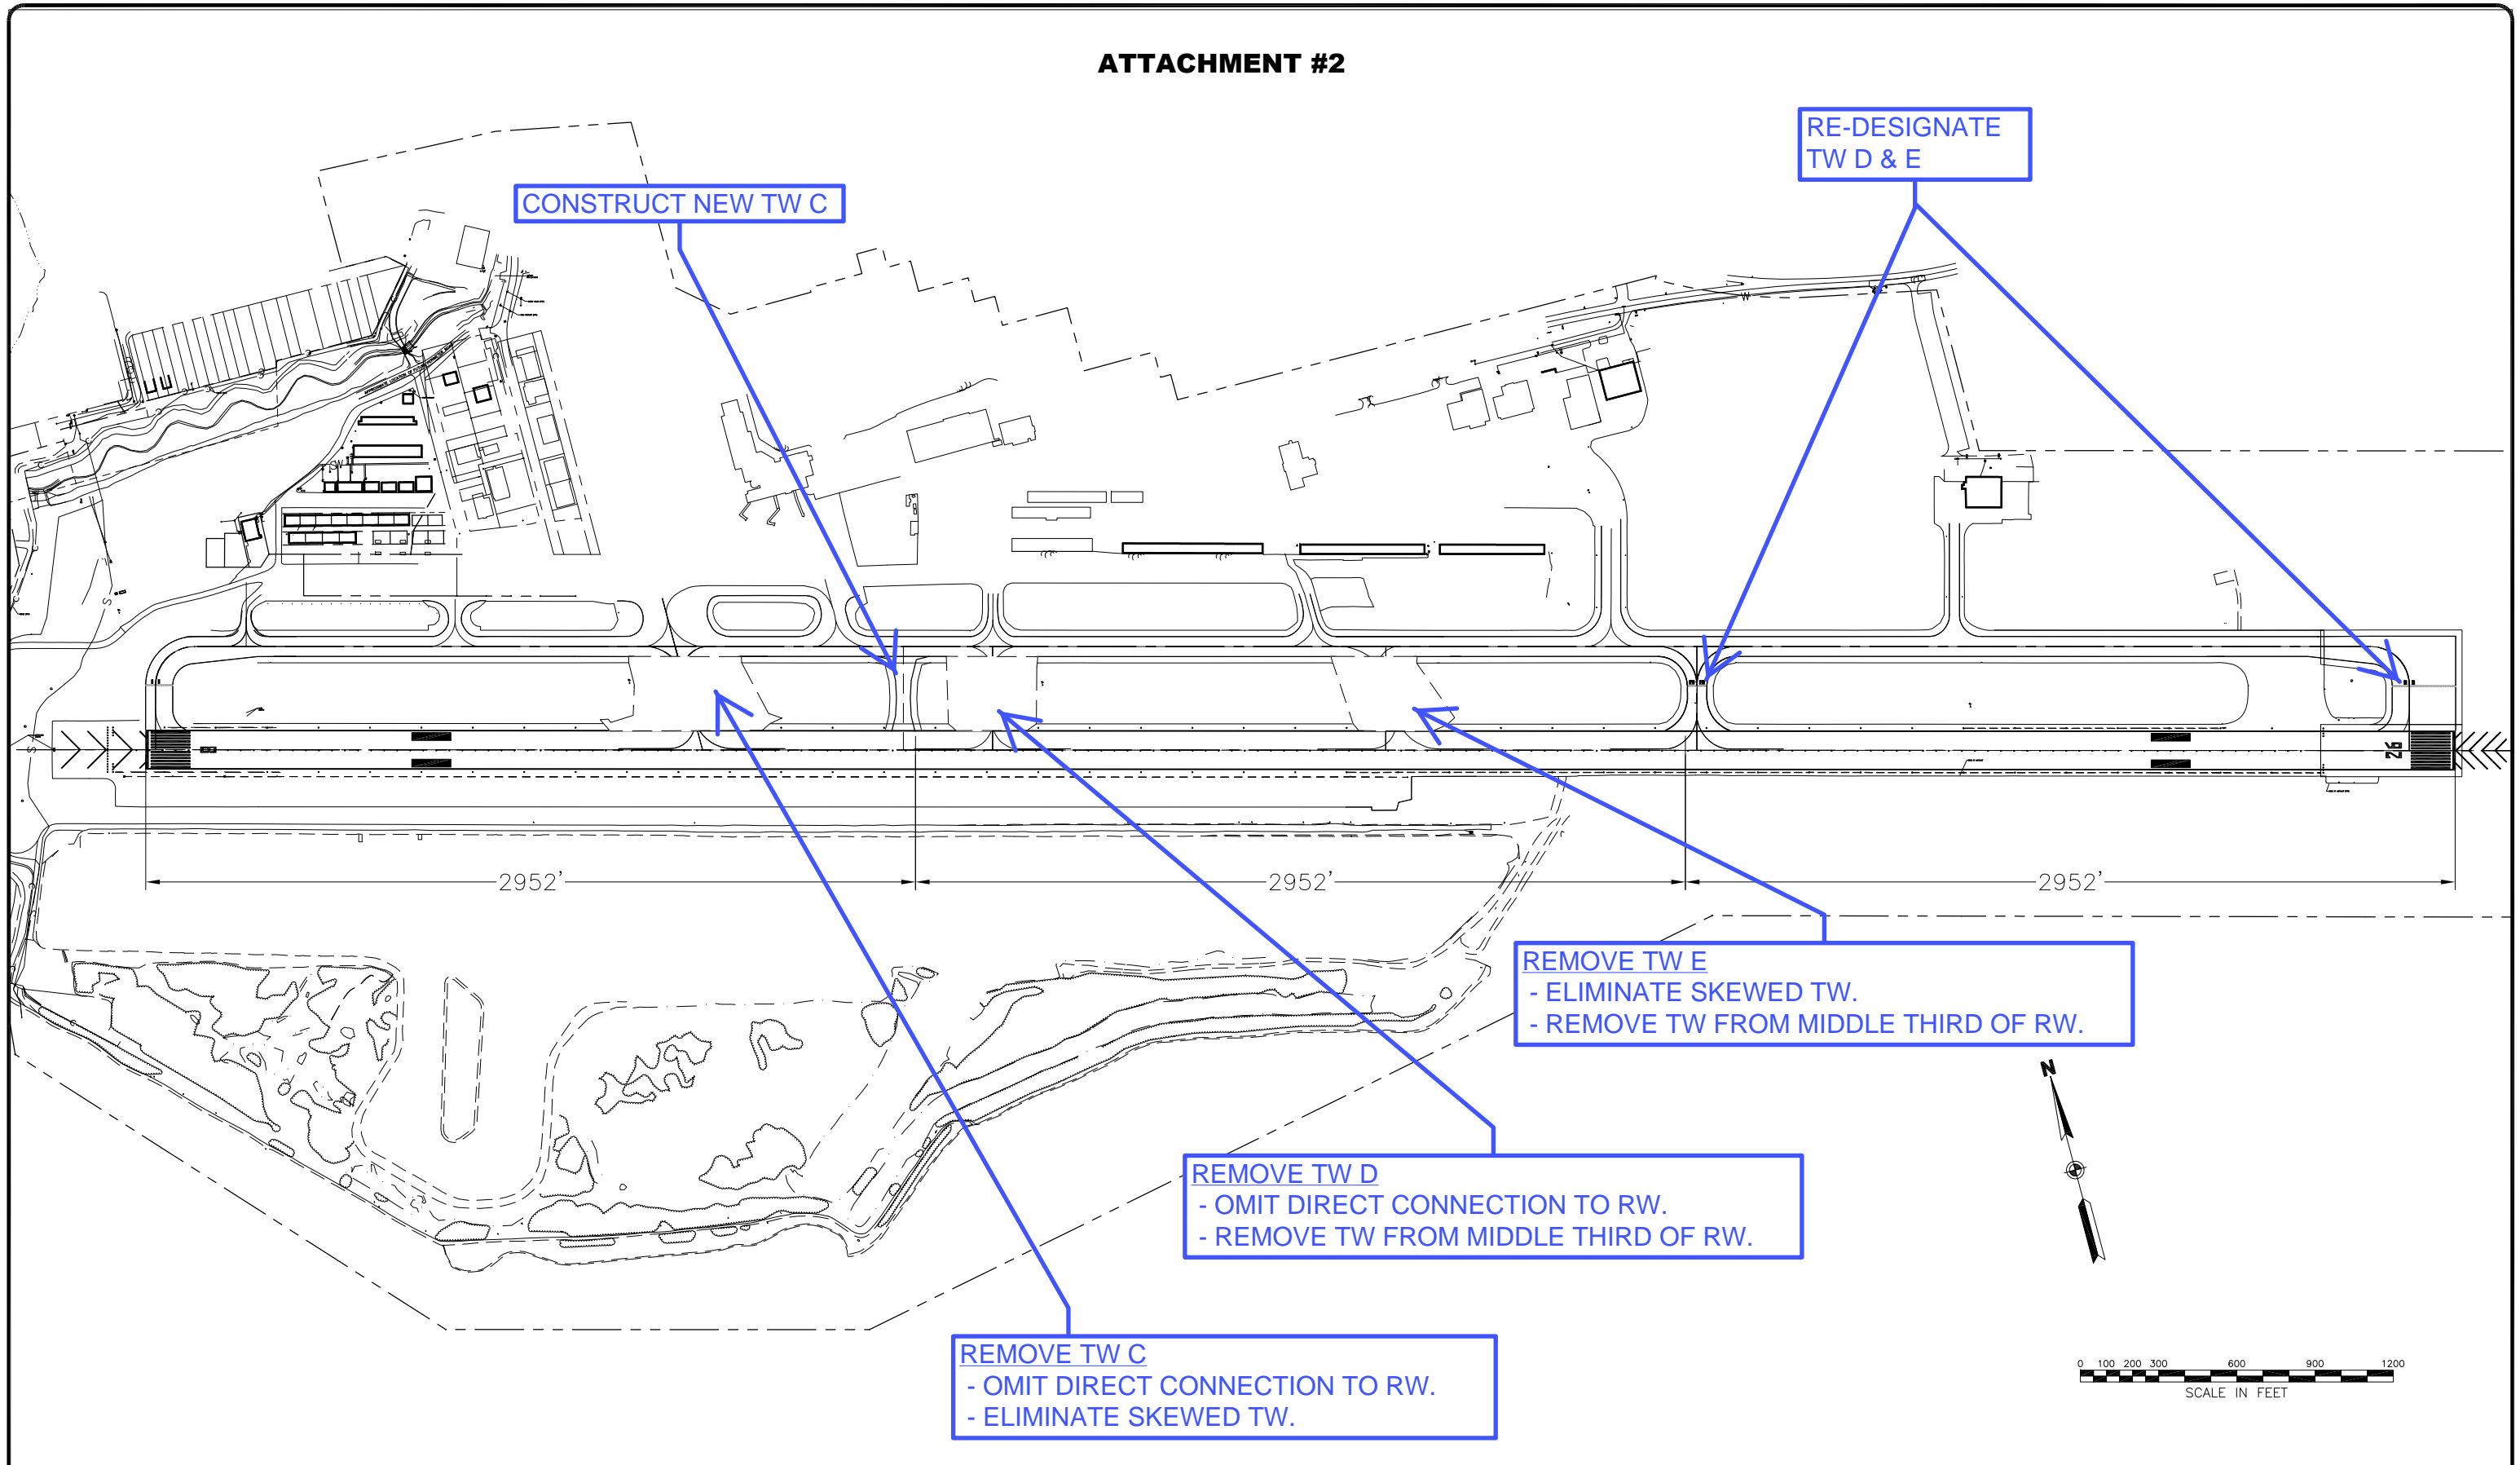 ATTACHMENT #2
RE-DESIGNATE
TW D & E
CONSTRUCT NEW TW C
W
SW
S
S
26
2952'
2952'
2952'
REMOVE TW E
- ELIMINATE SKEWED TW.
- REMOVE TW FROM MIDDLE THIRD OF RW.
N
REMOVE TW D
- OMIT DIRECT CONNECTION TO RW.
- REMOVE TW FROM MIDDLE THIRD OF RW.
REMOVE TW C
- OMIT DIRECT CONNECTION TO RW.
- ELIMINATE SKEWED TW.
0 100 200 300 600 900 1200
SCALE IN FEET